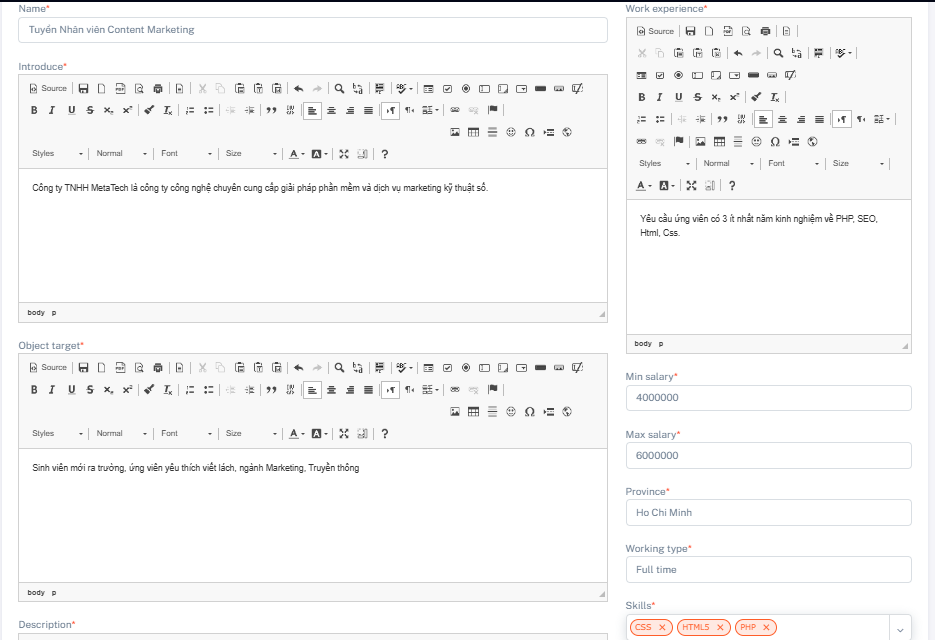 Name*
Tuyển Nhân viên Content Marketing
Introduce*
Source
Styles Normal Font Size
Công ty TNHH MetaTech là công ty công nghệ chuyên cung cấp giải pháp phần mềm và dịch vụ marketing kỹ thuật số.
body p
Object target*
Source
Styles Normal Font Size
Sinh viên mới ra trường, ứng viên yêu thích viết lách, ngành Marketing, Truyền thông
body p
Description*
Work experience*
Source
Styles Normal Font Size
Yêu cầu ứng viên có 3 ít nhất năm kinh nghiệm về PHP, SEO,
Html, Css.
body p
Min salary*
4000000
Max salary*
6000000
Province*
Ho Chi Minh
Working type*
Full time
Skills*
CSS HTML5 PHP